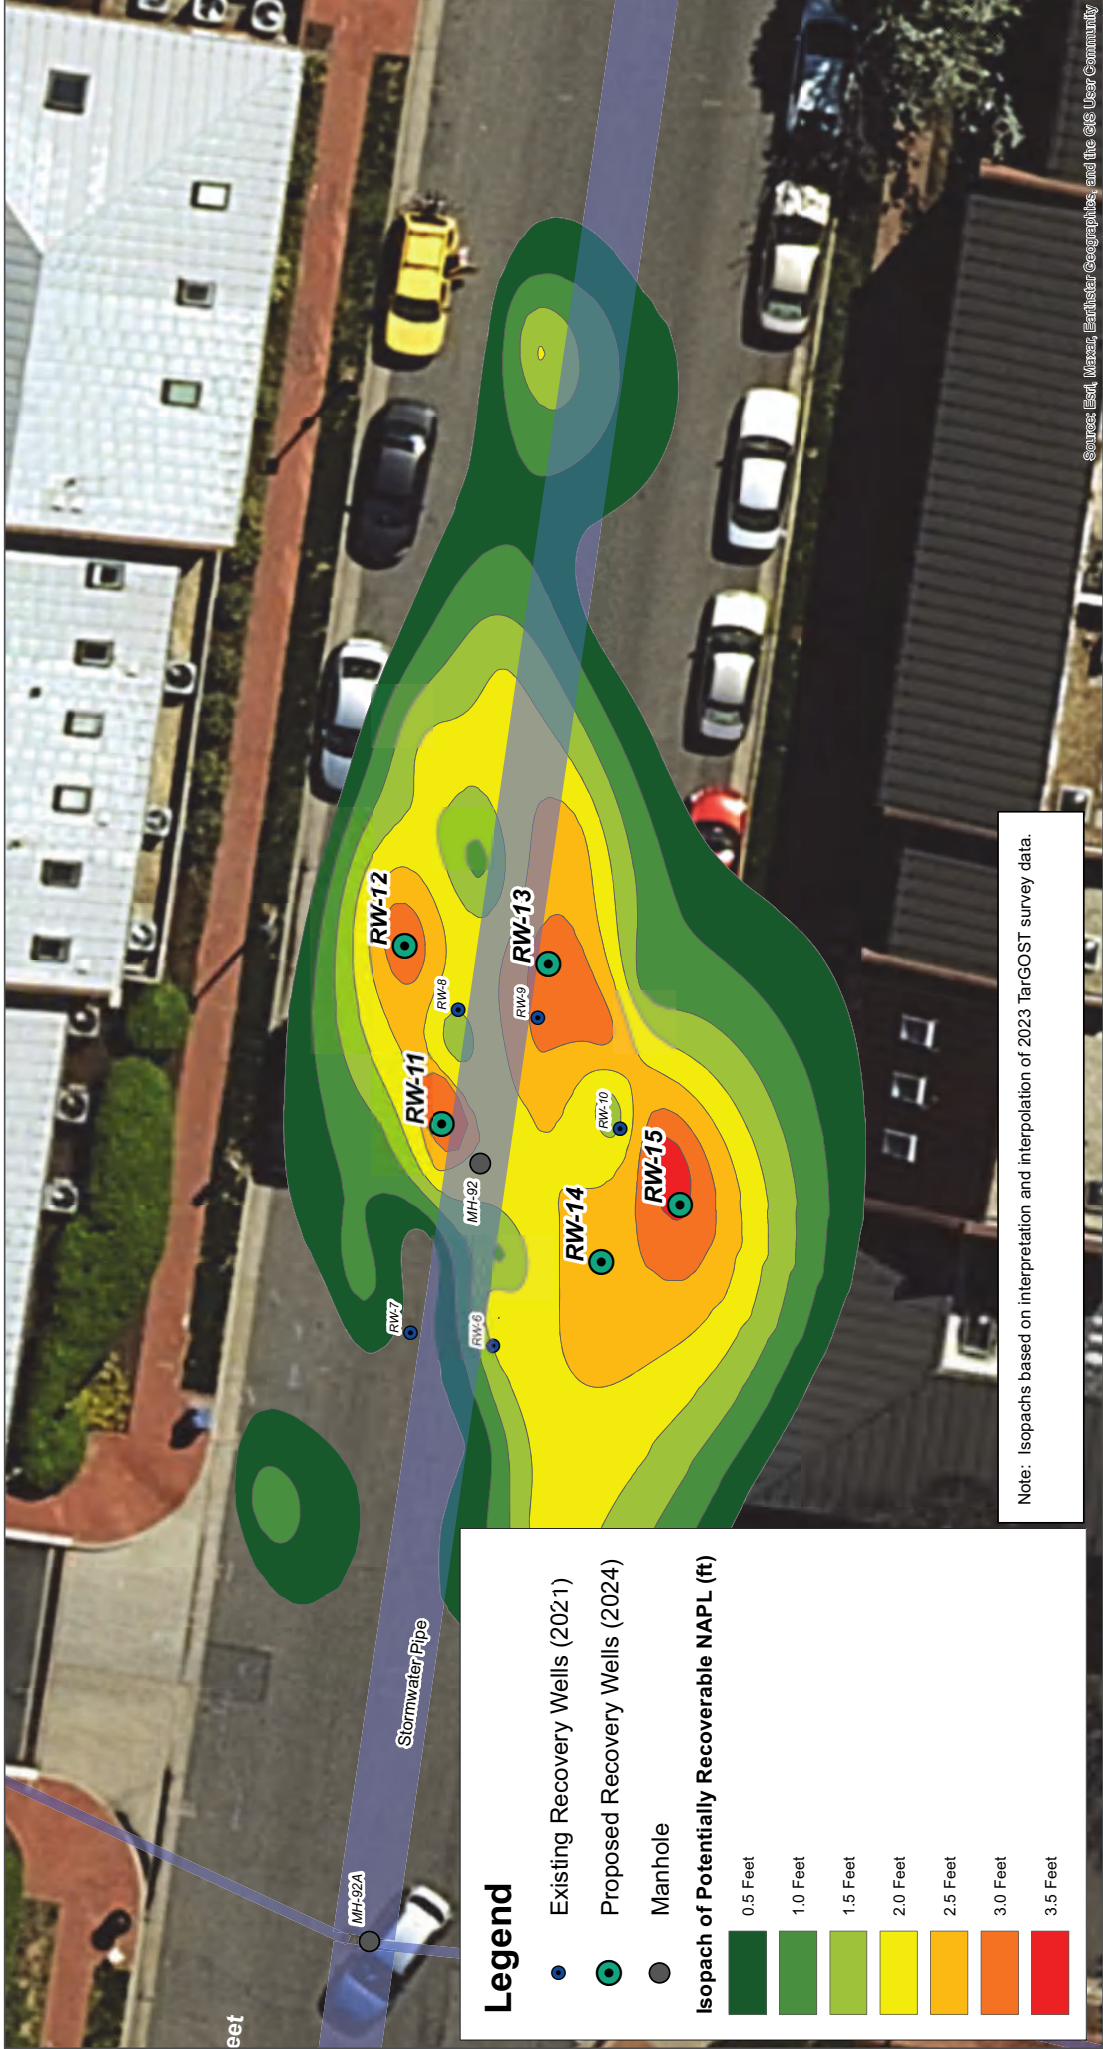 RW-12
RW-8
RW-13
RW-9
RW-11
RW-10
MH-92
RW-15
RW-14
RW-7
RW-6
Stormwater Pipe
MH-92A
eet
Legend
Existing Recovery Wells (2021)
Proposed Recovery Wells (2024)
Manhole
Isopach of Potentially Recoverable NAPL (ft)
0.5 Feet
1.0 Feet
1.5 Feet
2.0 Feet
2.5 Feet
3.0 Feet
3.5 Feet
Note: Isopachs based on interpretation and interpolation of 2023 TarGOST survey data.
Source: Esri, Maxar, Earthstar Geographics, and the GIS User Community